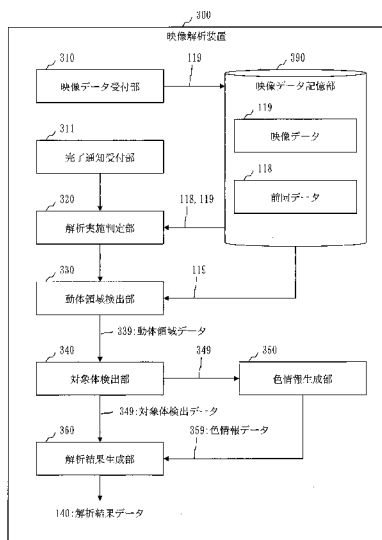 300
映像解析装置
310
映像データ受付部
119
390
映像データ記憶部
119
映像データ
118
前回データ
311
完了通知受付部
320
解析実施判定部
118, 119
330
動体領域検出部
119
339:動体領域データ
340
対象体検出部
349
350
色情報生成部
349:対象体検出データ
359:色情報データ
360
解析結果生成部
140:解析結果データ